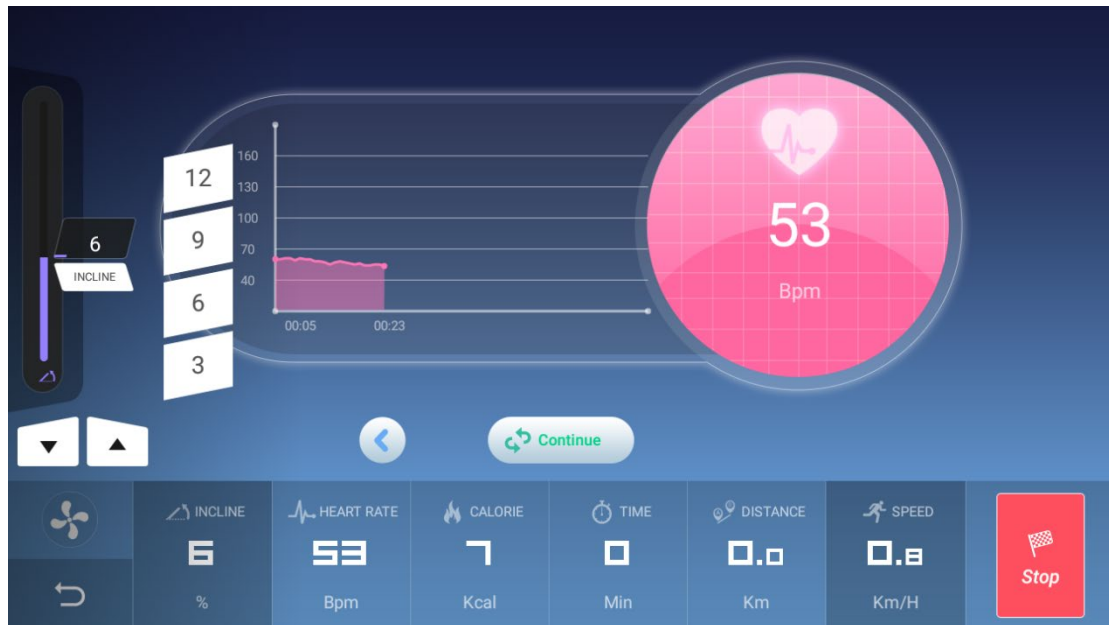 160
130
100
70
40
00:05 00:23
12
9
6
3
6
INCLINE
53
Bpm
Continue
INCLINE
6
%
HEART RATE
53
Bpm
CALORIE
7
Kcal
TIME
0
Min
DISTANCE
0.0
Km
SPEED
0.8
Km/H
Stop